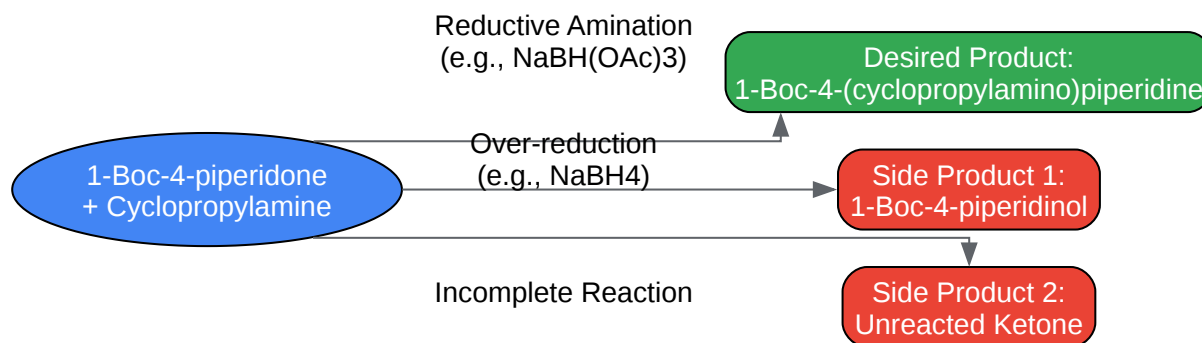 Reductive Amination
(e.g., NaBH(OAc)3)
Desired Product:
1-Boc-4-(cyclopropylamino)piperidine
Over-reduction
(e.g., NaBH4)
1-Boc-4-piperidone
+ Cyclopropylamine
Side Product 1:
1-Boc-4-piperidinol
Incomplete Reaction
Side Product 2:
Unreacted Ketone